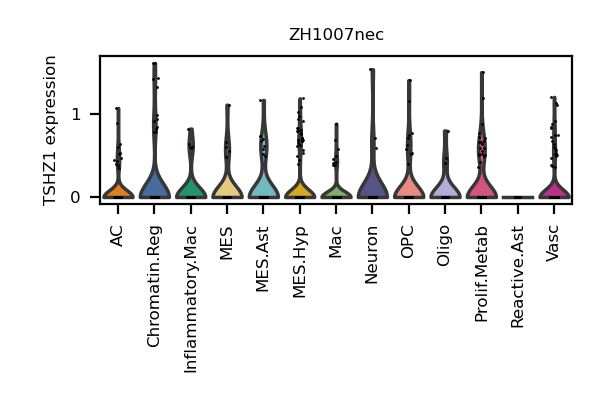 ZH1007nec
TSHZ1 expression
1
0
AC
Chromatin.Reg
Inflammatory.Mac
MES
MES.Ast
MES.Hyp
Mac
Neuron
OPC
Oligo
Prolif.Metab
Reactive.Ast
Vasc